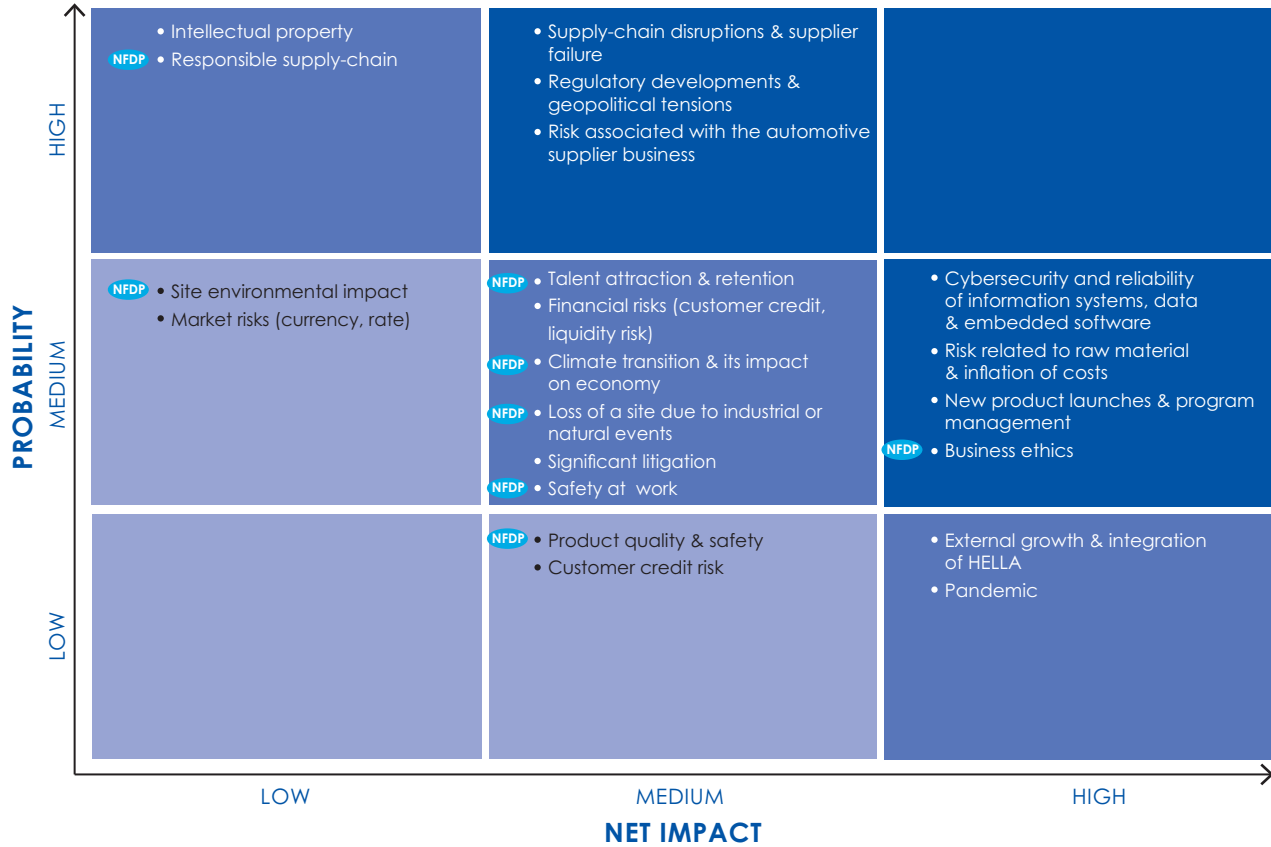 PROBABILITY
HIGH
• Intellectual property
NFDP • Responsible supply-chain
• Supply-chain disruptions & supplier
failure
• Regulatory developments &
geopolitical tensions
• Risk associated with the automotive
supplier business
MEDIUM
NFDP • Site environmental impact
• Market risks (currency, rate)
NFDP • Talent attraction & retention
• Financial risks (customer credit,
liquidity risk)
NFDP • Climate transition & its impact
on economy
NFDP • Loss of a site due to industrial or
natural events
• Significant litigation
NFDP • Safety at work
• Cybersecurity and reliability
of information systems, data
& embedded software
• Risk related to raw material
& inflation of costs
• New product launches & program
management
NFDP • Business ethics
LOW
NFDP • Product quality & safety
• Customer credit risk
• External growth & integration
of HELLA
• Pandemic
LOW
MEDIUM
HIGH
NET IMPACT